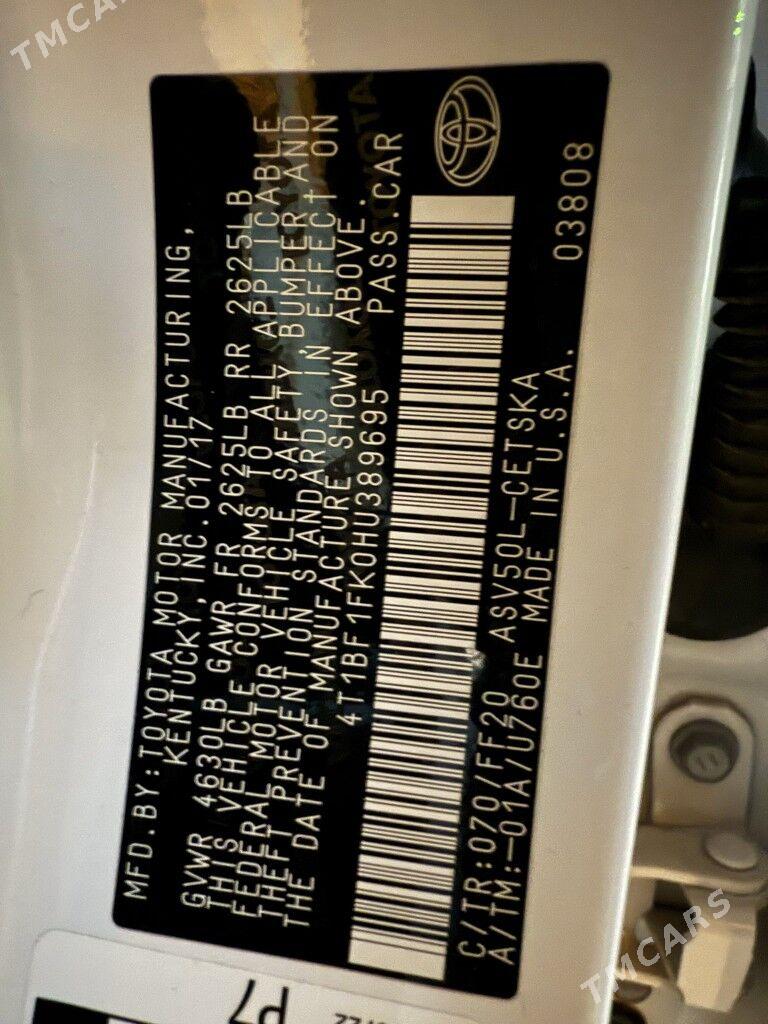 MFD.BY:TOYOTA MOTOR MANUFACTURING,
KENTUCKY,INC.01/17
GVWR 4630LB GAWR FR 2625LB RR 2625LB
THIS VEHICLE CONFORMS TO ALL APPLICABLE
FEDERAL MOTOR VEHICLE SAFETY,BUMPER,AND
THEFT PREVENTION STANDARDS IN EFFECT ON
THE DATE OF MANUFACTURE SHOWN ABOVE.
4T1BF1FK0HU389695 PASS.CAR
C/TR:070/FF20 ASV50L-CETSKA
A/TM:-01A/U760E MADE IN U.S.A.
03808
P7
TMCARS
TMCARS